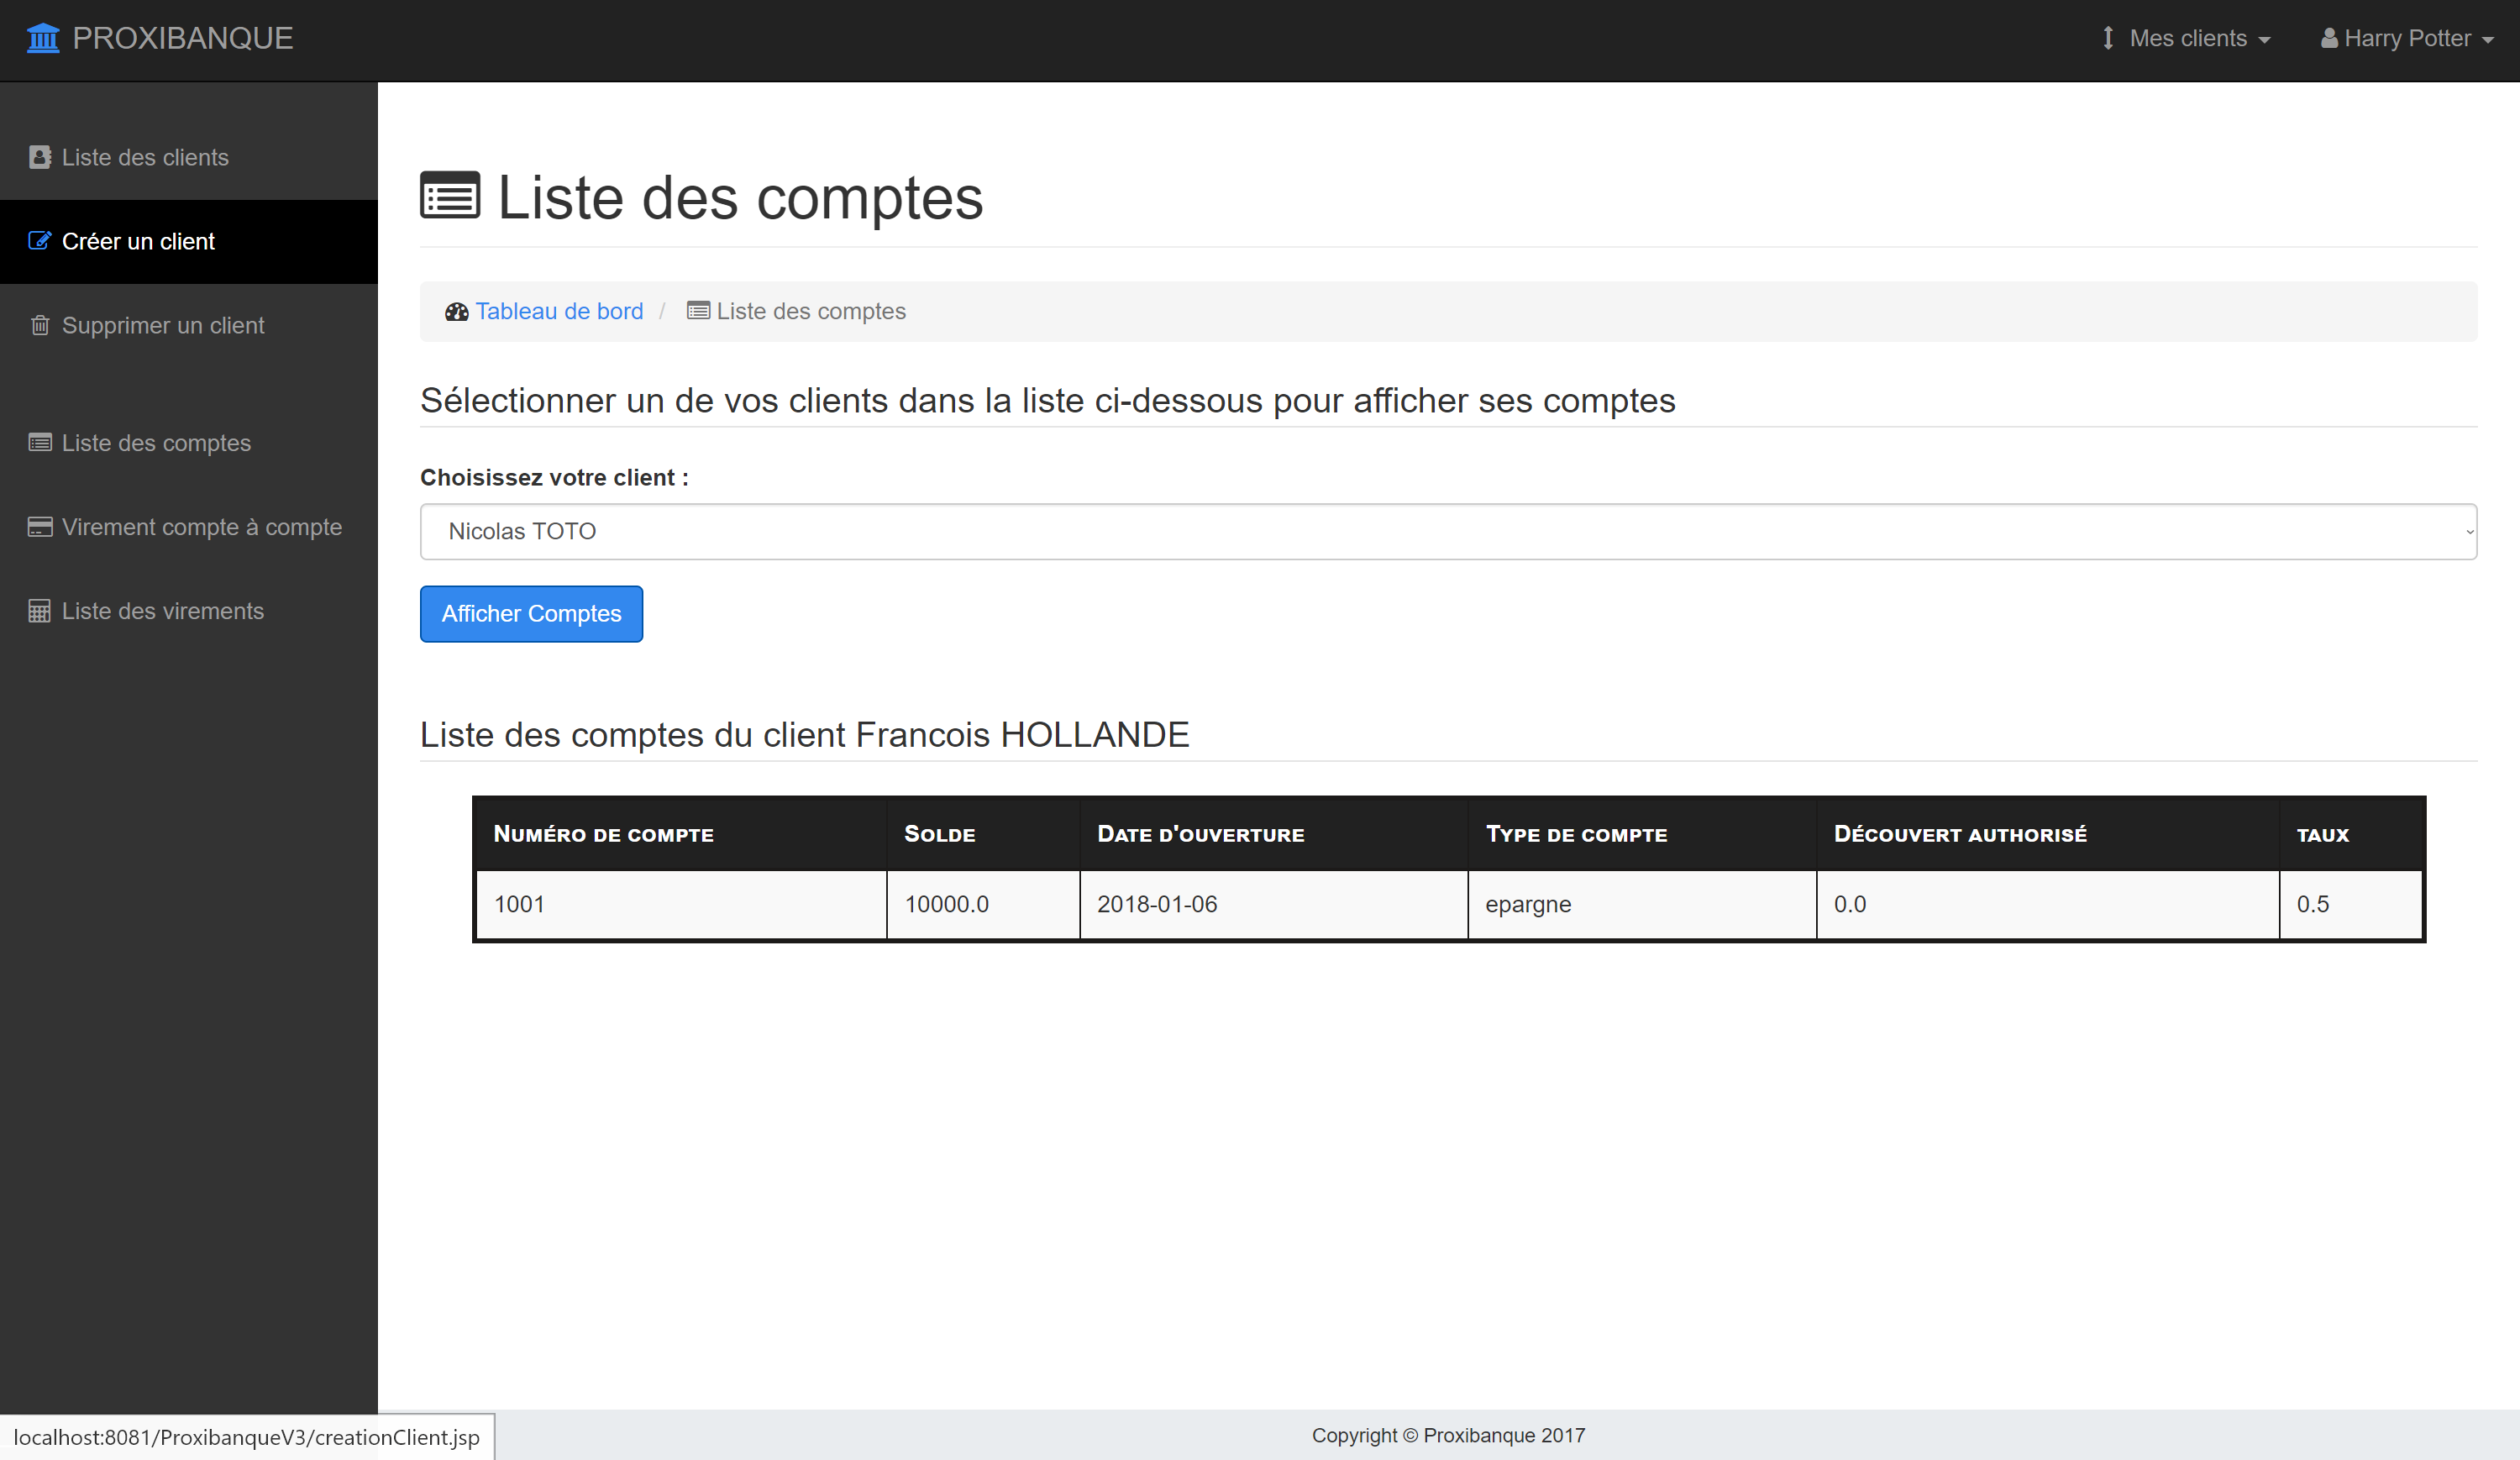 PROXIBANQUE
Mes clients
Harry Potter
Liste des clients
Créer un client
Supprimer un client
Liste des comptes
Virement compte à compte
Liste des virements
Liste des comptes
Tableau de bord / Liste des comptes
Sélectionner un de vos clients dans la liste ci-dessous pour afficher ses comptes
Choisissez votre client :
Nicolas TOTO
Afficher Comptes
Liste des comptes du client Francois HOLLANDE
Numéro de compte Solde Date d'ouverture Type de compte Découvert authorisé taux
1001 10000.0 2018-01-06 epargne 0.0 0.5
localhost:8081/ProxibanqueV3/creationClient.jsp
Copyright © Proxibanque 2017